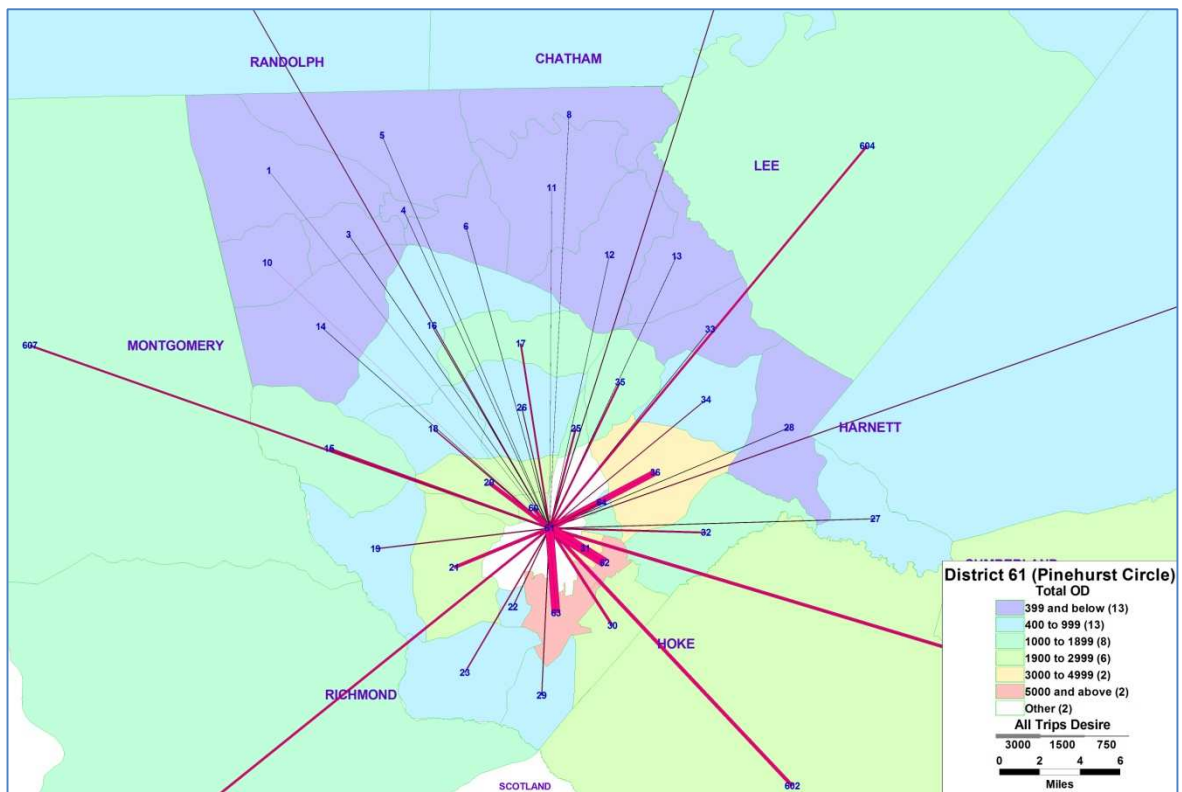 RANDOLPH
CHATHAM
8
5
604
LEE
1
11
4
6
3
12
13
10
14
16
33
MONTGOMERY
607
17
35
34
26
18
25
28
HARNETT
15
36
20
64
66
61
27
32
19
31
62
21
CUMBERLAND
22
63
30
HOKE
23
29
RICHMOND
602
SCOTLAND
District 61 (Pinehurst Circle)
Total OD
399 and below (13)
400 to 999 (13)
1000 to 1899 (8)
1900 to 2999 (6)
3000 to 4999 (2)
5000 and above (2)
Other (2)
All Trips Desire
3000 1500 750
0 2 4 6
Miles